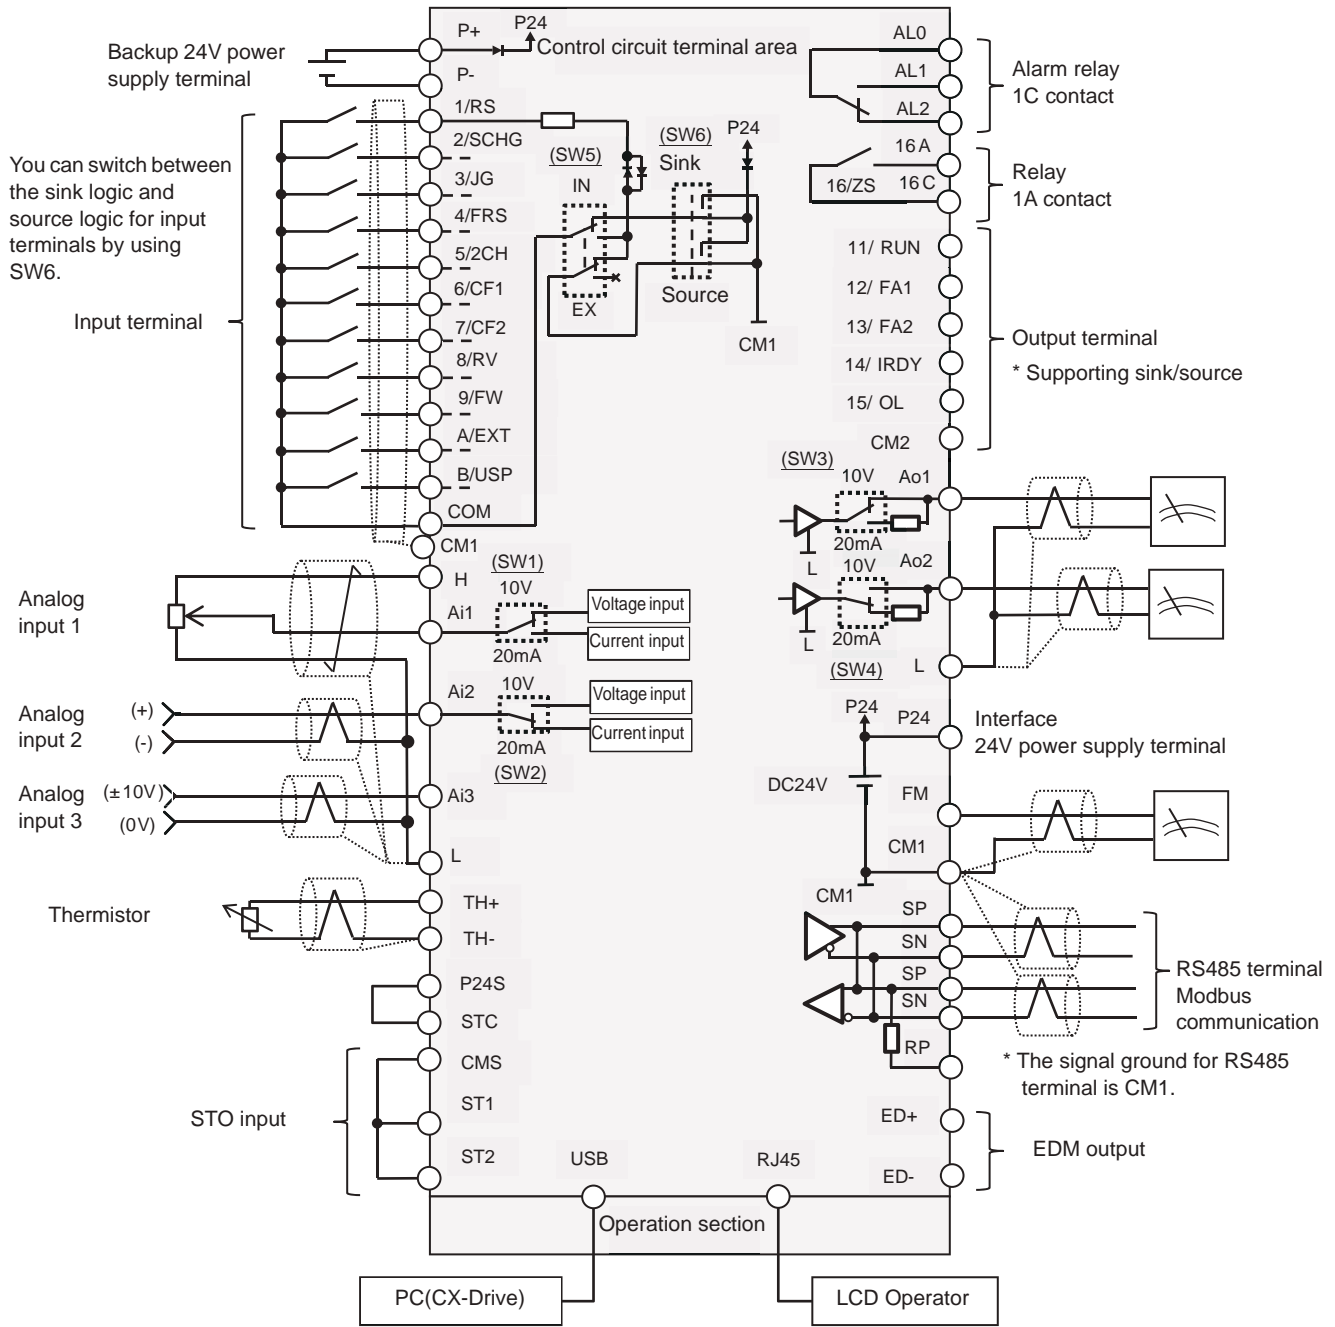 P+
P24
Control circuit terminal area
AL0
Backup 24V power
supply terminal
P-
AL1
AL2
Alarm relay
1C contact
1/RS
2/SCHG
3/JG
4/FRS
5/2CH
6/CF1
7/CF2
8/RV
9/FW
A/EXT
B/USP
COM
CM1
You can switch between
the sink logic and
source logic for input
terminals by using
SW6.
Input terminal
(SW5)
IN
EX
(SW6)
Sink
Source
P24
CM1
16A
16/ZS
16C
Relay
1A contact
11/ RUN
12/ FA1
13/ FA2
14/ IRDY
15/ OL
CM2
Output terminal
* Supporting sink/source
(SW3)
10V
Ao1
20mA
L
10V
Ao2
20mA
L
(SW4)
L
Analog
input 1
H
Ai1
(SW1)
10V
20mA
Voltage input
Current input
Analog
input 2
(+)
(-)
Ai2
10V
20mA
(SW2)
Voltage input
Current input
Analog
input 3
(±10V)
(0V)
Ai3
L
P24
P24
Interface
24V power supply terminal
DC24V
FM
CM1
CM1
Thermistor
TH+
TH-
SP
SN
SP
SN
RP
RS485 terminal
Modbus
communication
* The signal ground for RS485
terminal is CM1.
P24S
STC
STO input
CMS
ST1
ST2
ED+
ED-
EDM output
USB
RJ45
Operation section
PC(CX-Drive)
LCD Operator